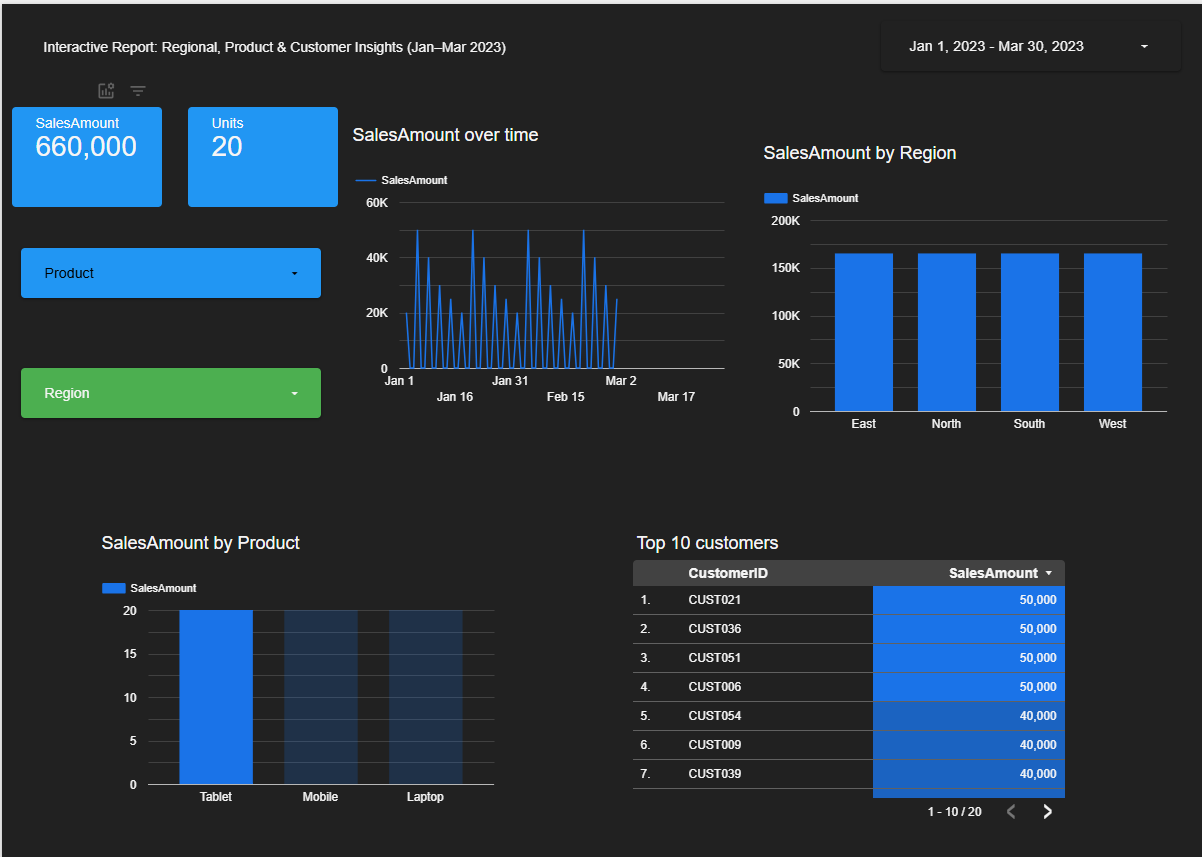 Interactive Report: Regional, Product & Customer Insights (Jan–Mar 2023)
Jan 1, 2023 - Mar 30, 2023
SalesAmount
660,000
Units
20
Product
Region
SalesAmount over time
SalesAmount
60K
40K
20K
0
Jan 1
Jan 31
Mar 2
Jan 16
Feb 15
Mar 17
SalesAmount by Region
SalesAmount
200K
150K
100K
50K
0
East
North
South
West
SalesAmount by Product
SalesAmount
20
15
10
5
0
Tablet
Mobile
Laptop
Top 10 customers
CustomerID SalesAmount
1. CUST021 50,000
2. CUST036 50,000
3. CUST051 50,000
4. CUST006 50,000
5. CUST054 40,000
6. CUST009 40,000
7. CUST039 40,000
1 - 10 / 20